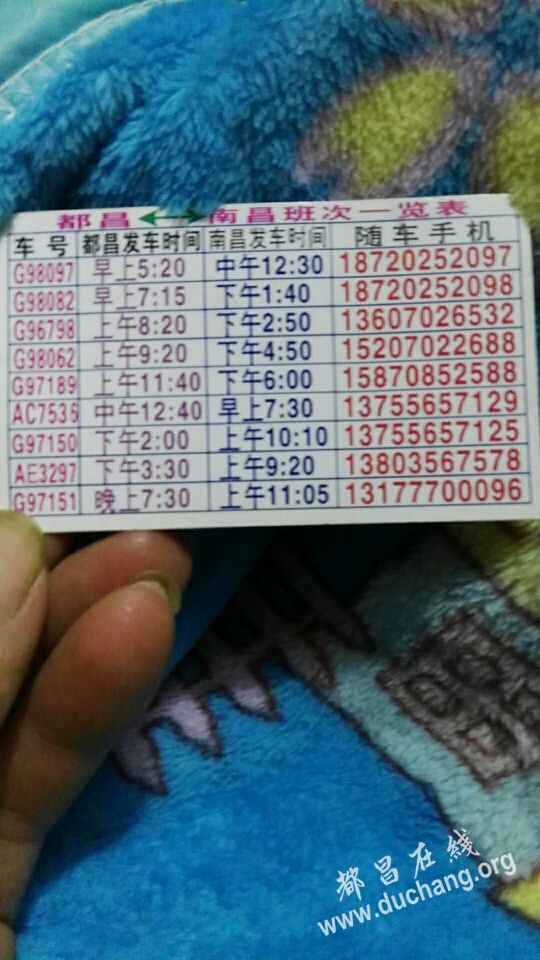 都昌 ↔ 南昌班次一览表
车号 都昌发车时间 南昌发车时间 随车手机
G98097 早上5:20 中午12:30 18720252097
G98082 早上7:15 下午1:40 18720252098
G96798 上午8:20 下午2:50 13607026532
G98062 上午9:20 下午4:50 15207022688
G97189 上午11:40 下午6:00 15870852588
AC7535 中午12:40 早上7:30 13755657129
G97150 下午2:00 上午10:10 13755657125
AE3297 下午3:30 上午9:20 13803567578
G97151 晚上7:30 上午11:05 13177700096
都昌在线
www.duchang.org